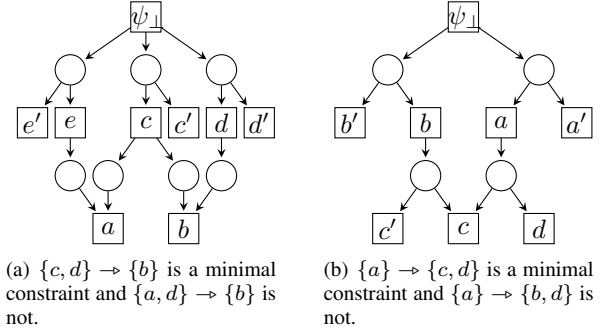 ψ⊥ ψ⊥
e′ e c c′ d d′ b′ b a a′
a b c′ c d
(a) {c, d} ⇾ {b} is a minimal
constraint and {a, d} ⇾ {b} is
not.
(b) {a} ⇾ {c, d} is a minimal
constraint and {a} ⇾ {b, d} is
not.